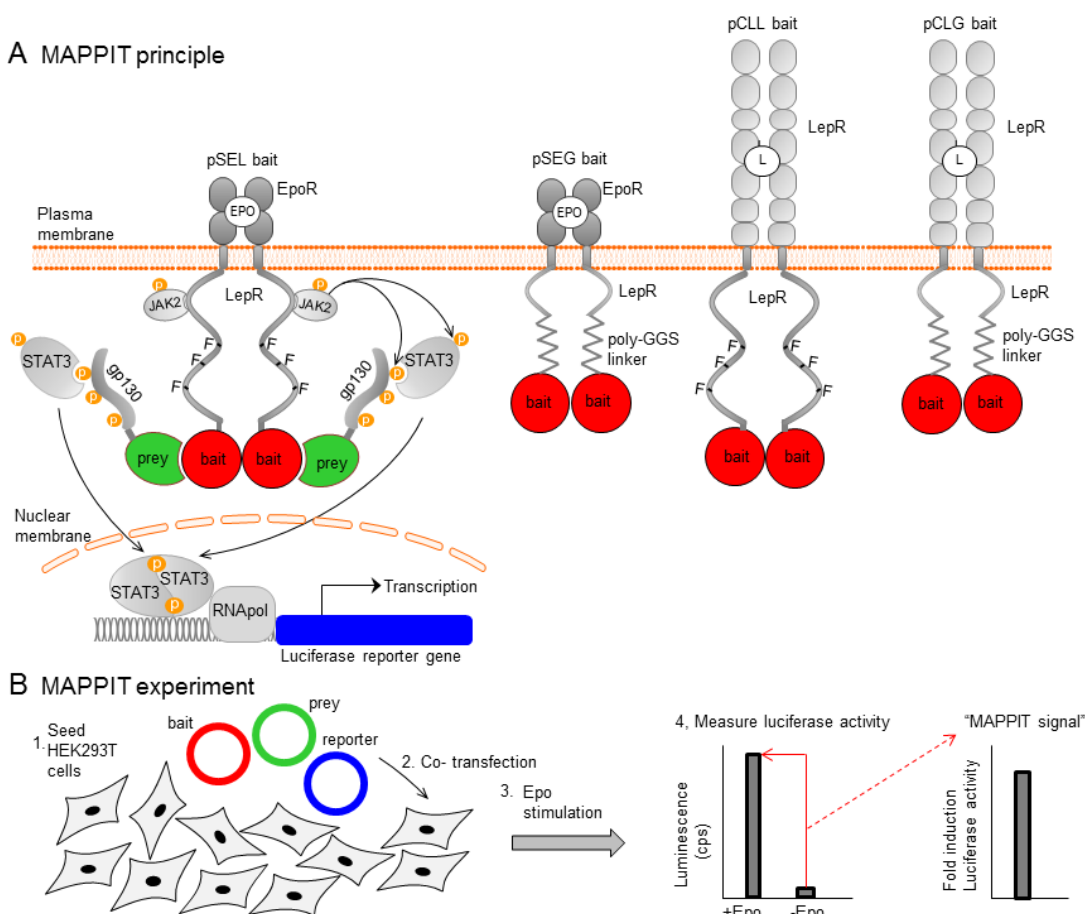 A MAPPIT principle
pSEL bait
EpoR
EPO
Plasma
membrane
P
JAK2
LepR
P
JAK2
P
STAT3
P
P
P
gp130
F
F
F
F
F
F
P
STAT3
P
P
P
gp130
prey
bait
bait
prey
pSEG bait
EpoR
EPO
LepR
poly-GGS
linker
bait
bait
pCLL bait
LepR
L
LepR
F
F
F
F
F
F
bait
bait
pCLG bait
LepR
L
LepR
bait
bait
Nuclear
membrane
P
STAT3
STAT3
P
RNApol
Transcription
Luciferase reporter gene
B MAPPIT experiment
1. Seed
HEK293T
cells
bait
prey
reporter
2. Co- transfection
3. Epo
stimulation
4, Measure luciferase activity
Luminescence
(cps)
+Epo
-Epo
“MAPPIT signal”
Fold induction
Luciferase activity